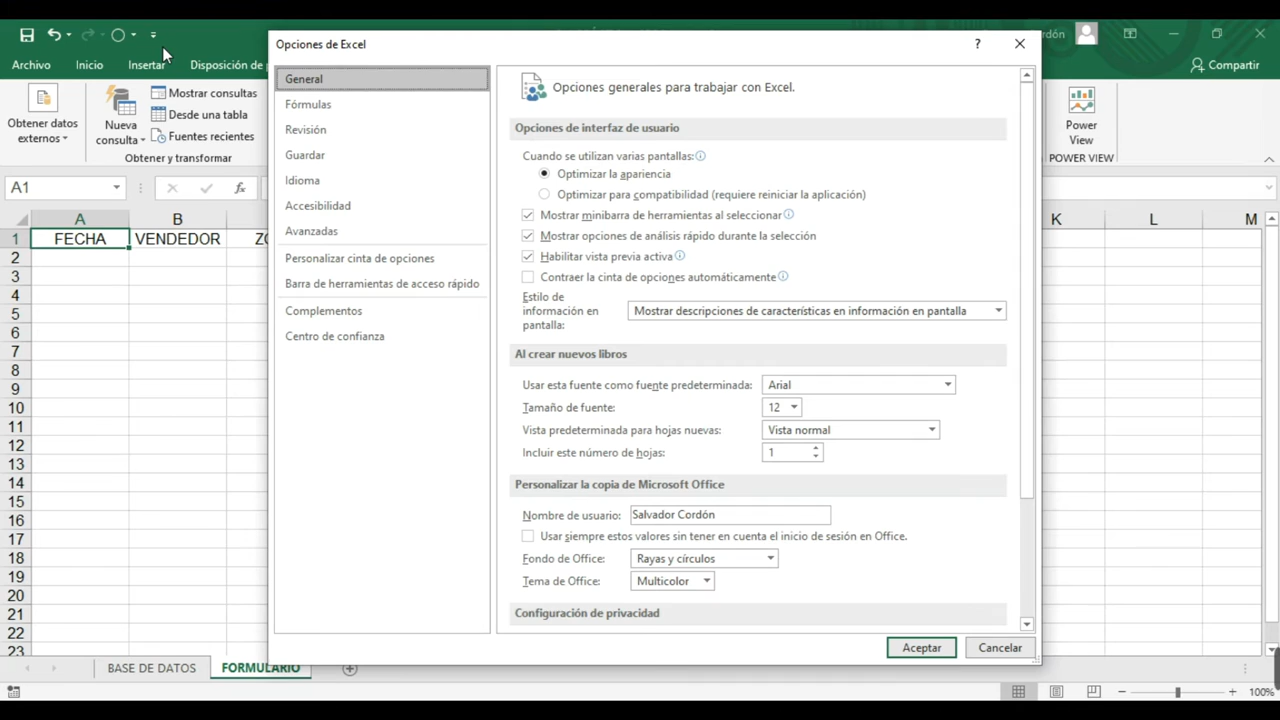 Opciones de Excel
?
rdón
Archivo
Inicio
Insertar
Disposición de
Compartir
Obtener datos
externos
Nueva
consulta
Mostrar consultas
Desde una tabla
Fuentes recientes
Obtener y transformar
Power
View
POWER VIEW
A1
fx
A
B
K
L
M
1
FECHA
VENDEDOR
ZO
2
3
4
5
6
7
8
9
10
11
12
13
14
15
16
17
18
19
20
21
22
23
General
Fórmulas
Revisión
Guardar
Idioma
Accesibilidad
Avanzadas
Personalizar cinta de opciones
Barra de herramientas de acceso rápido
Complementos
Centro de confianza
Opciones generales para trabajar con Excel.
Opciones de interfaz de usuario
Cuando se utilizan varias pantallas:
Optimizar la apariencia
Optimizar para compatibilidad (requiere reiniciar la aplicación)
Mostrar minibarra de herramientas al seleccionar
Mostrar opciones de análisis rápido durante la selección
Habilitar vista previa activa
Contraer la cinta de opciones automáticamente
Estilo de
información en
pantalla:
Mostrar descripciones de características en información en pantalla
Al crear nuevos libros
Usar esta fuente como fuente predeterminada: Arial
Tamaño de fuente: 12
Vista predeterminada para hojas nuevas: Vista normal
Incluir este número de hojas: 1
Personalizar la copia de Microsoft Office
Nombre de usuario: Salvador Cordón
Usar siempre estos valores sin tener en cuenta el inicio de sesión en Office.
Fondo de Office: Rayas y círculos
Tema de Office: Multicolor
Configuración de privacidad
Aceptar
Cancelar
BASE DE DATOS
FORMULARIO
100%